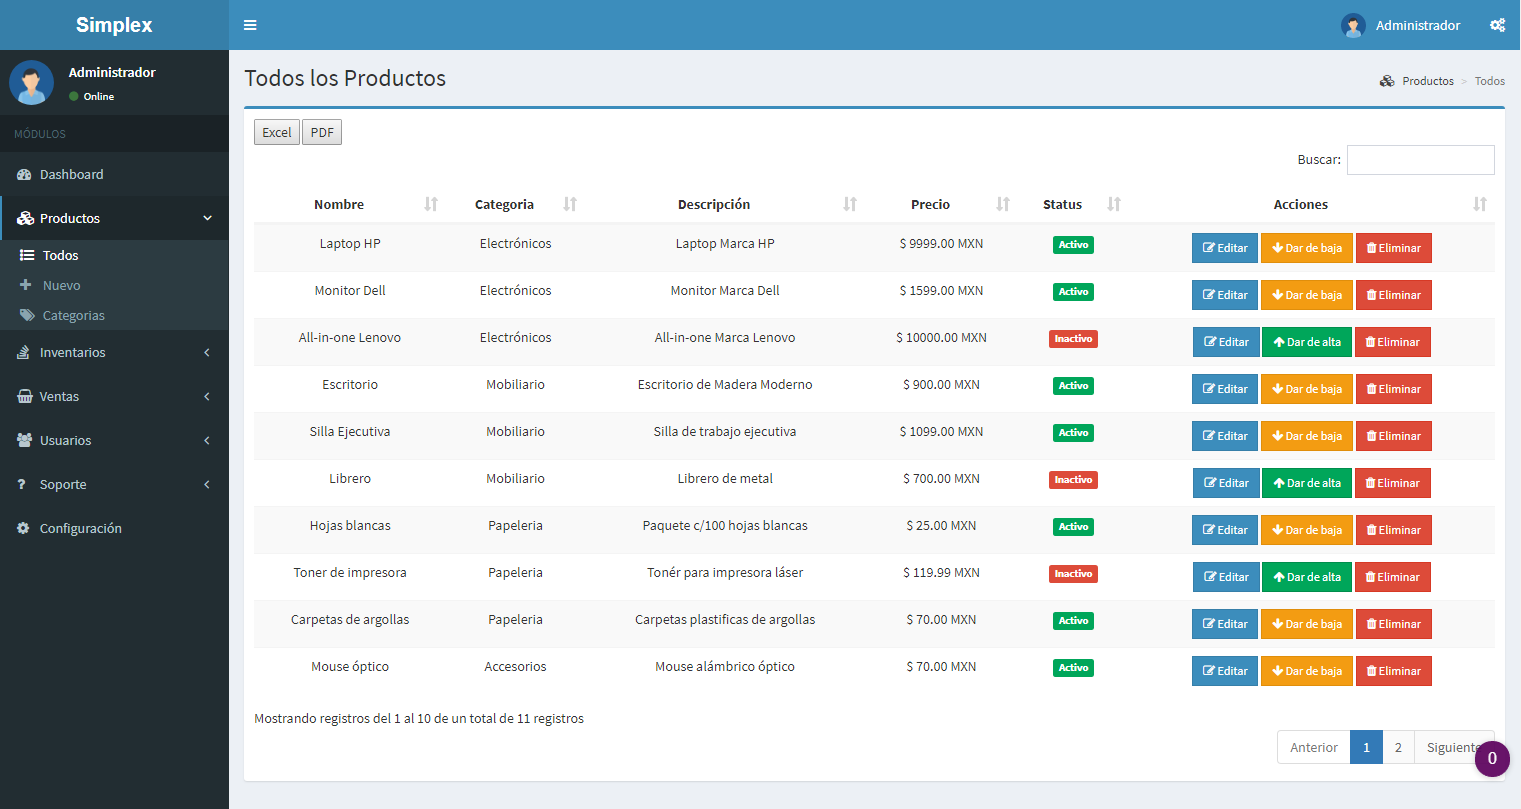 Simplex
Administrador
Administrador
Online
MÓDULOS
Dashboard
Productos
Todos
Nuevo
Categorias
Inventarios
Ventas
Usuarios
Soporte
Configuración
Todos los Productos
Productos > Todos
Excel PDF
Buscar:
Nombre Categoria Descripción Precio Status Acciones
Laptop HP Electrónicos Laptop Marca HP $ 9999.00 MXN Activo Editar Dar de baja Eliminar
Monitor Dell Electrónicos Monitor Marca Dell $ 1599.00 MXN Activo Editar Dar de baja Eliminar
All-in-one Lenovo Electrónicos All-in-one Marca Lenovo $ 10000.00 MXN Inactivo Editar Dar de alta Eliminar
Escritorio Mobiliario Escritorio de Madera Moderno $ 900.00 MXN Activo Editar Dar de baja Eliminar
Silla Ejecutiva Mobiliario Silla de trabajo ejecutiva $ 1099.00 MXN Activo Editar Dar de baja Eliminar
Librero Mobiliario Librero de metal $ 700.00 MXN Inactivo Editar Dar de alta Eliminar
Hojas blancas Papeleria Paquete c/100 hojas blancas $ 25.00 MXN Activo Editar Dar de baja Eliminar
Toner de impresora Papeleria Tonér para impresora láser $ 119.99 MXN Inactivo Editar Dar de alta Eliminar
Carpetas de argollas Papeleria Carpetas plastificas de argollas $ 70.00 MXN Activo Editar Dar de baja Eliminar
Mouse óptico Accesorios Mouse alámbrico óptico $ 70.00 MXN Activo Editar Dar de baja Eliminar
Mostrando registros del 1 al 10 de un total de 11 registros
Anterior 1 2 Siguiente
0